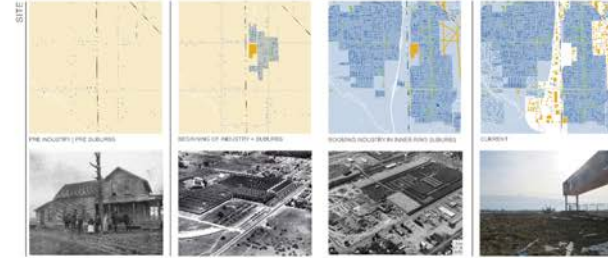 SITE
PRE INDUSTRY | PRE SUBURBS
BEGINNING OF INDUSTRY + SUBURBS
BOOMING INDUSTRY IN INNER RING SUBURBS
CURRENT